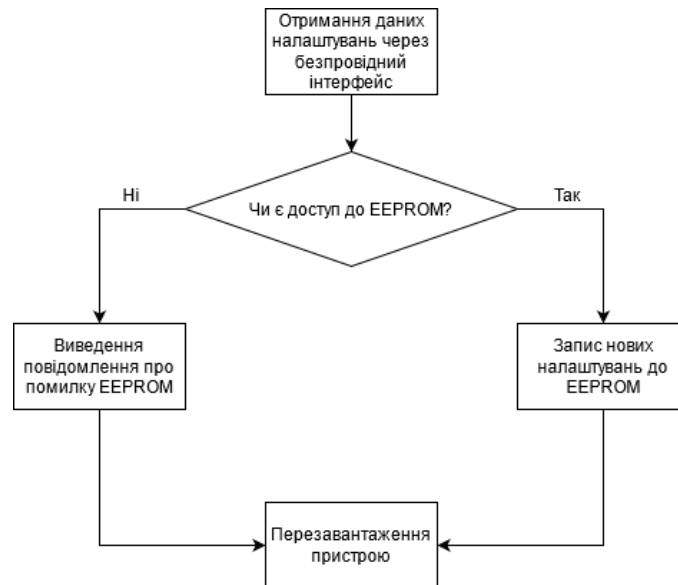 Отримання даних
налаштувань через
безпровідний
інтерфейс
Ні
Чи є доступ до EEPROM?
Так
Виведення
повідомлення про
помилку EEPROM
Запис нових
налаштувань до
EEPROM
Перезавантаження
пристрою